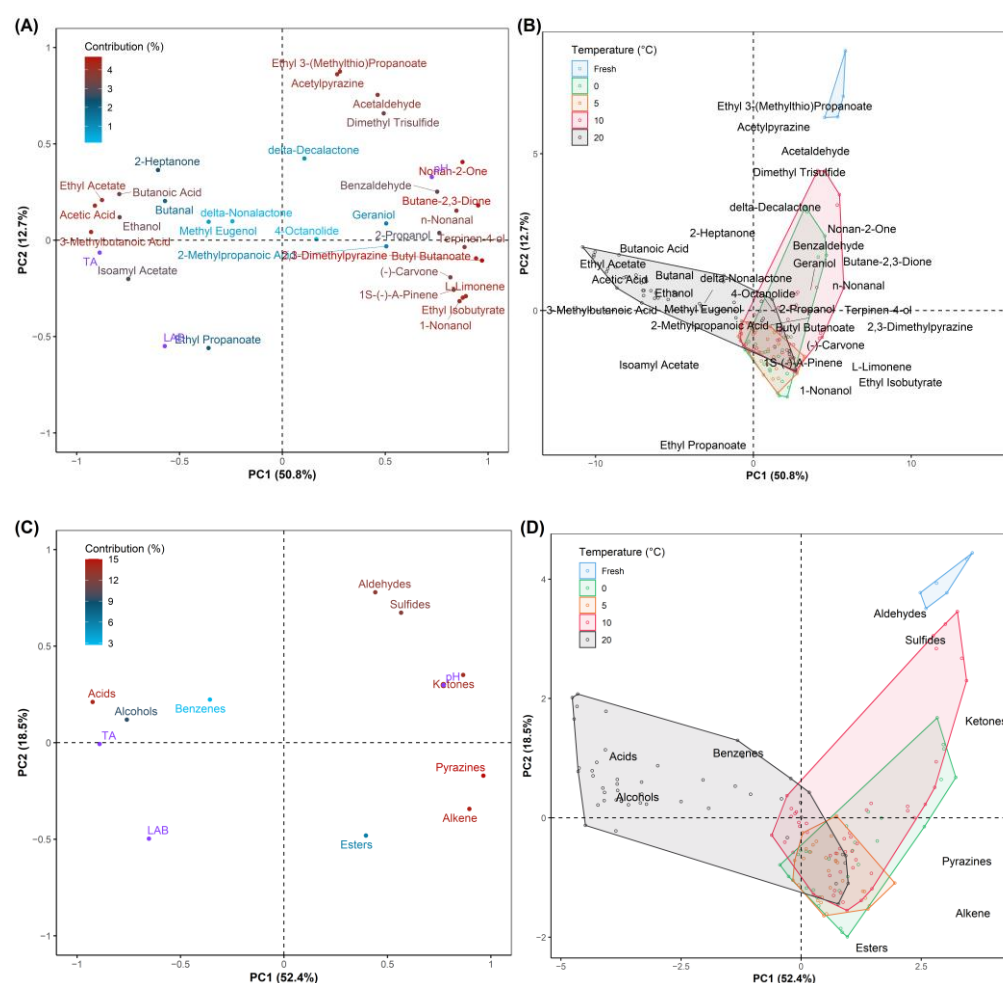 (A)
Contribution (%)
4
3
2
1
Ethyl 3-(Methylthio)Propanoate
Acetylpyrazine
Acetaldehyde
Dimethyl Trisulfide
delta-Decalactone
2-Heptanone
Nonan-2-One
pH
Ethyl Acetate
Butanoic Acid
Benzaldehyde
Butane-2,3-Dione
Acetic Acid
Butanal
delta-Nonalactone
Geraniol
n-Nonanal
Ethanol
Methyl Eugenol
4-Octanolide
2-Propanol
Terpinen-4-ol
3-Methylbutanoic Acid
2-Methylpropanoic Acid
2,3-Dimethylpyrazine
Butyl Butanoate
TA
Isoamyl Acetate
(-)-Carvone
L-Limonene
1S-(-)-A-Pinene
Ethyl Isobutyrate
1-Nonanol
LAB
Ethyl Propanoate
1
0.5
0
-0.5
-1
-1
-0.5
0
0.5
1
PC2 (12.7%)
PC1 (50.8%)
(B)
Temperature (°C)
Fresh
0
5
10
20
Ethyl 3-(Methylthio)Propanoate
Acetylpyrazine
Acetaldehyde
Dimethyl Trisulfide
delta-Decalactone
2-Heptanone
Nonan-2-One
Butanoic Acid
Benzaldehyde
Ethyl Acetate
Geraniol
Butane-2,3-Dione
Acetic Acid
Butanal
delta-Nonalactone
n-Nonanal
Ethanol
4-Octanolide
3-Methylbutanoic Acid
Methyl Eugenol
2-Propanol
Terpinen-4-ol
2-Methylpropanoic Acid
Butyl Butanoate
2,3-Dimethylpyrazine
(-)-Carvone
Isoamyl Acetate
1S-(-)-A-Pinene
L-Limonene
Ethyl Isobutyrate
1-Nonanol
Ethyl Propanoate
5
0
-10
0
10
PC2 (12.7%)
PC1 (50.8%)
(C)
Contribution (%)
15
12
9
6
3
Aldehydes
Sulfides
pH
Ketones
Acids
Alcohols
Benzenes
TA
Pyrazines
Alkene
LAB
Esters
1
0.5
0
-0.5
-1
-1
-0.5
0
0.5
1
PC2 (18.5%)
PC1 (52.4%)
(D)
Temperature (°C)
Fresh
0
5
10
20
Aldehydes
Sulfides
Ketones
Acids
Benzenes
Alcohols
Pyrazines
Alkene
Esters
4
2
0
-2
-5
-2.5
0
2.5
PC2 (18.5%)
PC1 (52.4%)